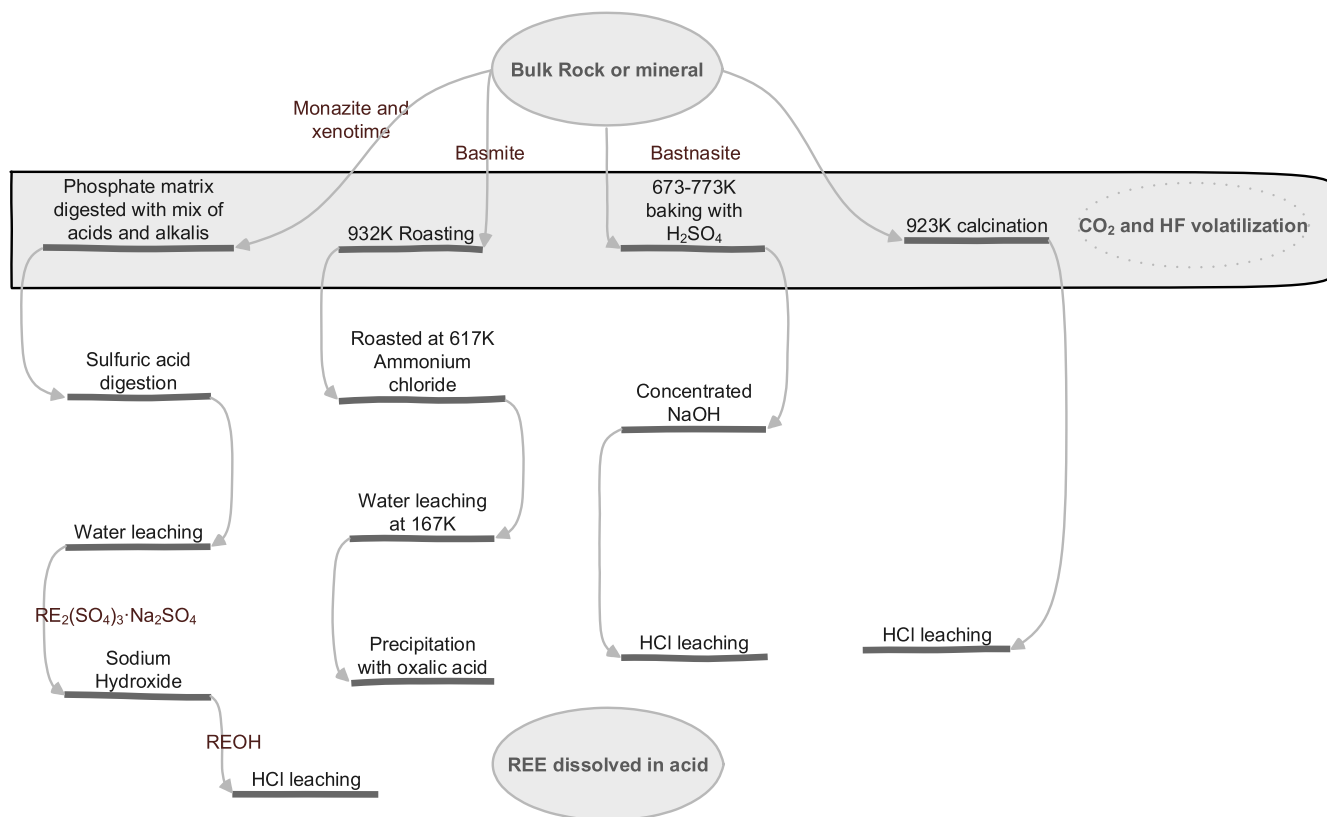 Bulk Rock or mineral
Monazite and
xenotime
Basmite
Bastnasite
Phosphate matrix
digested with mix of
acids and alkalis
932K Roasting
673-773K
baking with
H₂SO₄
923K calcination
CO₂ and HF volatilization
Sulfuric acid
digestion
Roasted at 617K
Ammonium
chloride
Concentrated
NaOH
Water leaching
Water leaching
at 167K
RE₂(SO₄)₃·Na₂SO₄
Sodium
Hydroxide
Precipitation
with oxalic acid
HCl leaching
HCl leaching
REOH
HCl leaching
REE dissolved in acid